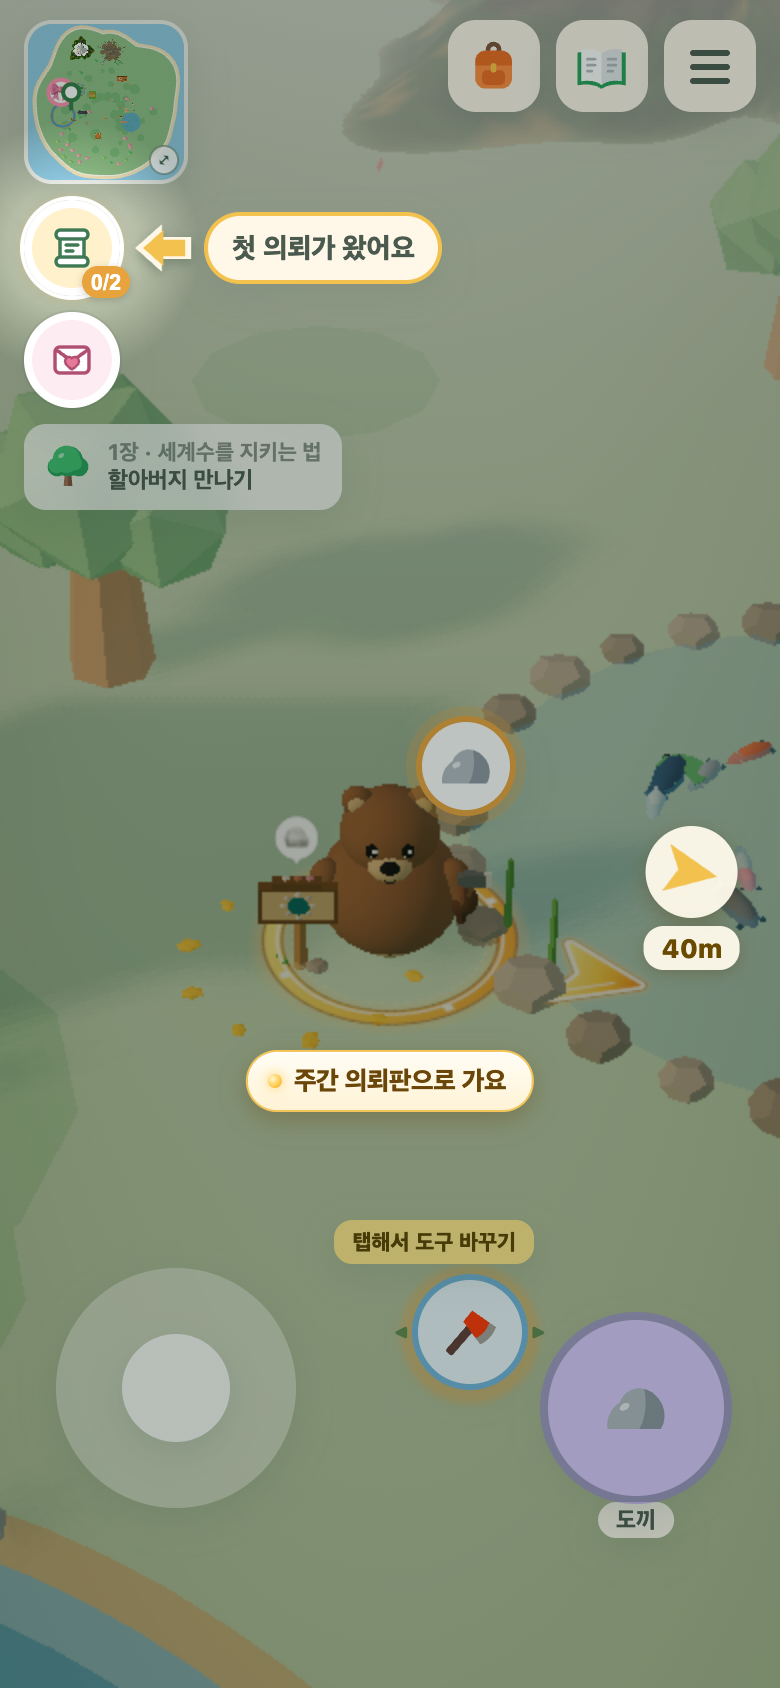 첫 의뢰가 왔어요
0/2
1장 · 세계수를 지키는 법
할아버지 만나기
40m
주간 의뢰판으로 가요
탭해서 도구 바꾸기
도끼